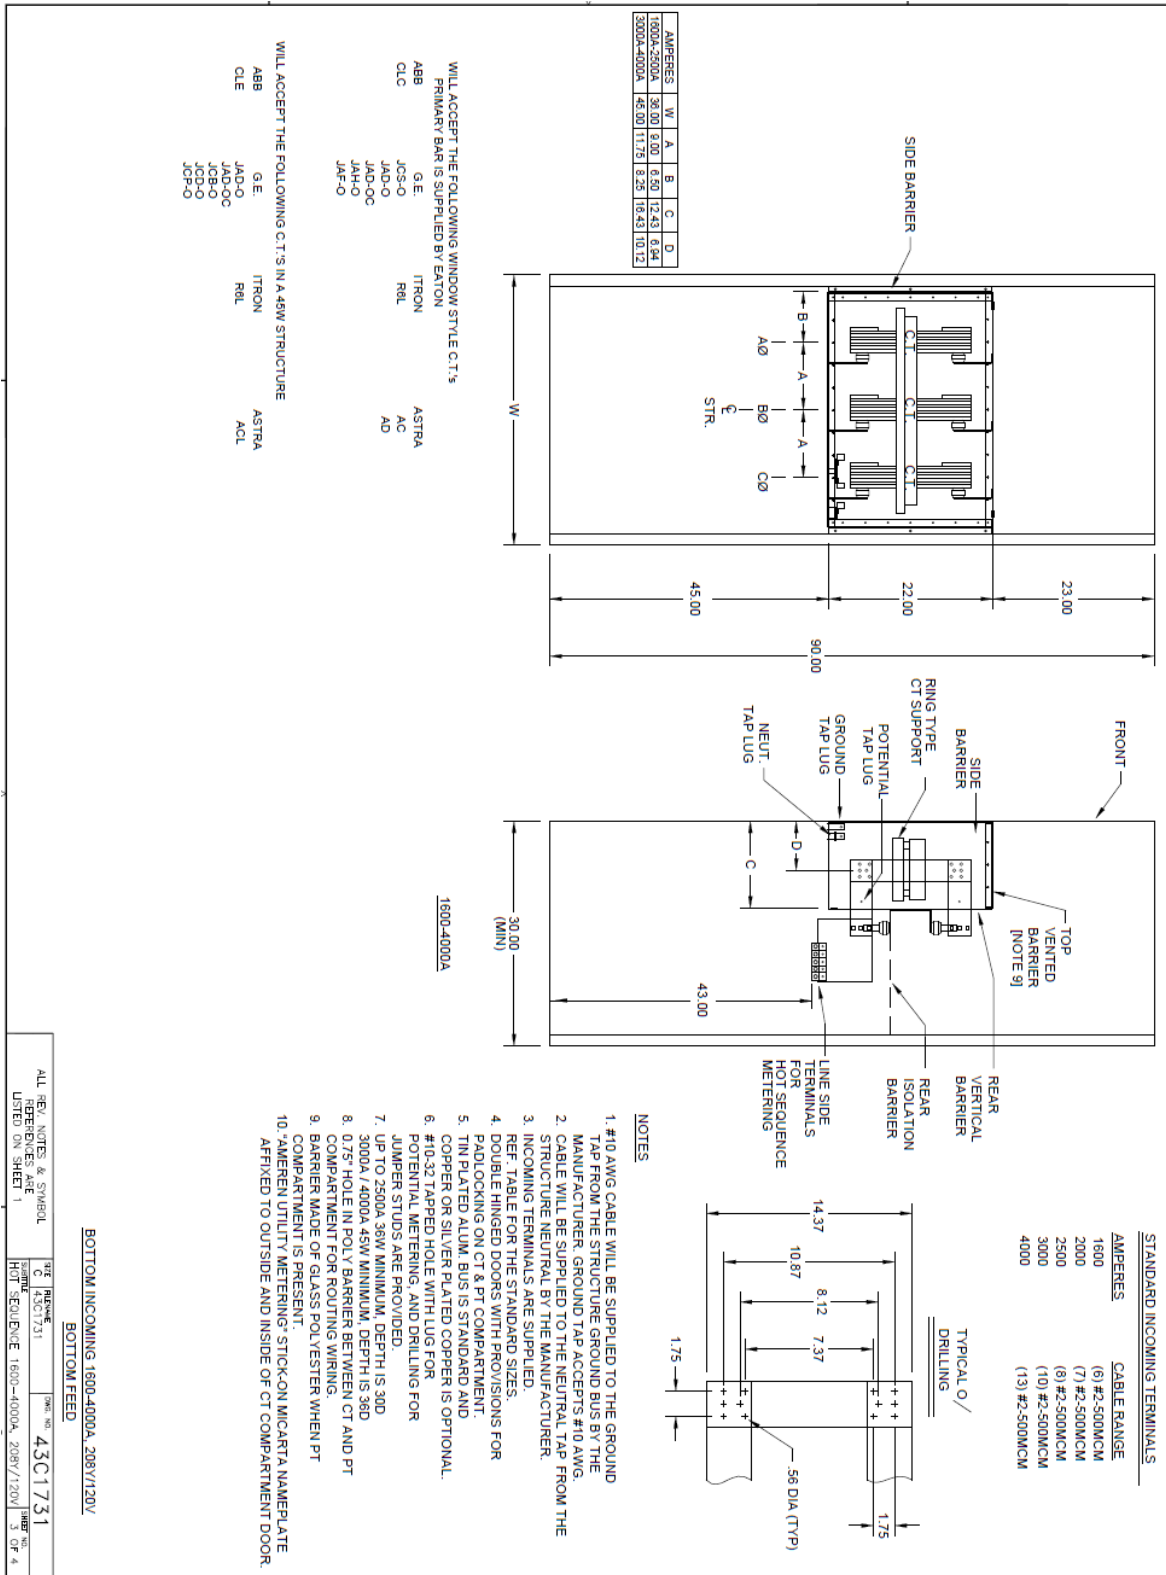 AMPERES W A B C D
1600A-2500A 36.00 9.00 6.50 12.43 6.94
3000A-4000A 45.00 11.75 8.25 16.43 10.12
SIDE BARRIER
B
A
A
AØ
BØ
CØ
C.T.
C.T.
C.T.
℄
STR.
W
23.00
22.00
45.00
90.00
WILL ACCEPT THE FOLLOWING WINDOW STYLE C.T.'s
PRIMARY BAR IS SUPPLIED BY EATON
ABB G.E. ITRON ASTRA
CLC JCS-O R6L AC
JAD-O AD
JAD-OC
JAH-O
JAF-O
WILL ACCEPT THE FOLLOWING C.T.'S IN A 45W STRUCTURE
ABB G.E. ITRON ASTRA
CLE JAD-O R6L ACL
JAD-OC
JCB-O
JCD-O
JCP-O
FRONT
SIDE
BARRIER
RING TYPE
CT SUPPORT
POTENTIAL
TAP LUG
GROUND
TAP LUG
NEUT.
TAP LUG
D
C
TOP
VENTED
BARRIER
[NOTE 9]
REAR
VERTICAL
BARRIER
REAR
ISOLATION
BARRIER
LINE SIDE
TERMINALS
FOR
HOT SEQUENCE
METERING
43.00
30.00
(MIN)
1600-4000A
STANDARD INCOMING TERMINALS
AMPERES CABLE RANGE
1600 (6) #2-500MCM
2000 (7) #2-500MCM
2500 (8) #2-500MCM
3000 (10) #2-500MCM
4000 (13) #2-500MCM
TYPICAL O/
DRILLING
14.37
10.87
8.12
7.37
1.75
1.75
.56 DIA (TYP)
NOTES
1. #10 AWG CABLE WILL BE SUPPLIED TO THE GROUND
TAP FROM THE STRUCTURE GROUND BUS BY THE
MANUFACTURER. GROUND TAP ACCEPTS #10 AWG.
2. CABLE WILL BE SUPPLIED TO THE NEUTRAL TAP FROM THE
STRUCTURE NEUTRAL BY THE MANUFACTURER.
3. INCOMING TERMINALS ARE SUPPLIED.
REF. TABLE FOR THE STANDARD SIZES.
4. DOUBLE HINGED DOORS WITH PROVISIONS FOR
PADLOCKING ON CT & PT COMPARTMENT.
5. TIN PLATED ALUM. BUS IS STANDARD AND
COPPER OR SILVER PLATED COPPER IS OPTIONAL.
6. #10-32 TAPPED HOLE WITH LUG FOR
POTENTIAL METERING, AND DRILLING FOR
JUMPER STUDS ARE PROVIDED.
7. UP TO 2500A 36W MINIMUM, DEPTH IS 30D
3000A / 4000A 45W MINIMUM, DEPTH IS 36D
8. 0.75" HOLE IN POLY BARRIER BETWEEN CT AND PT
COMPARTMENT FOR ROUTING WIRING.
9. BARRIER MADE OF GLASS POLYESTER WHEN PT
COMPARTMENT IS PRESENT.
10. "AMEREN UTILITY METERING" STICK-ON MICARTA NAMEPLATE
AFFIXED TO OUTSIDE AND INSIDE OF CT COMPARTMENT DOOR.
BOTTOM INCOMING 1600-4000A, 208Y/120V
BOTTOM FEED
ALL REV. NOTES & SYMBOL
REFERENCES ARE
LISTED ON SHEET 1
SIZE
C
FILENAME
43C1731
DWG. NO.
43C1731
SUBTITLE
HOT SEQUENCE 1600-4000A, 208Y/120V
SHEET NO.
3 OF 4